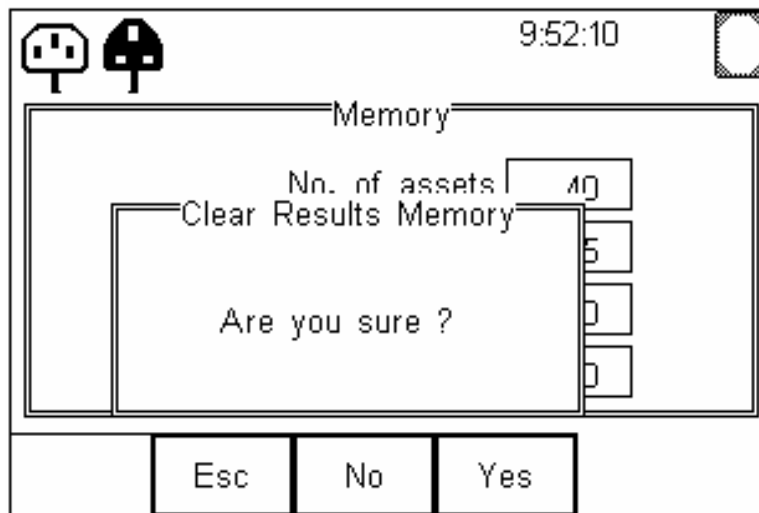 9:52:10
Memory
No. of assets 40
Clear Results Memory
Are you sure ?
Esc No Yes